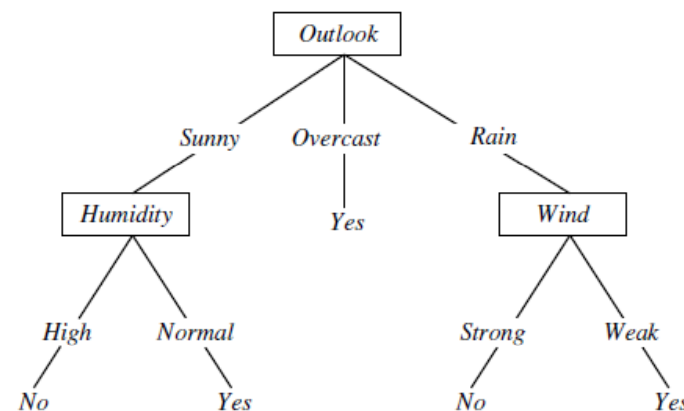 Outlook
Sunny Overcast Rain
Humidity Yes Wind
High Normal Strong Weak
No Yes No Yes